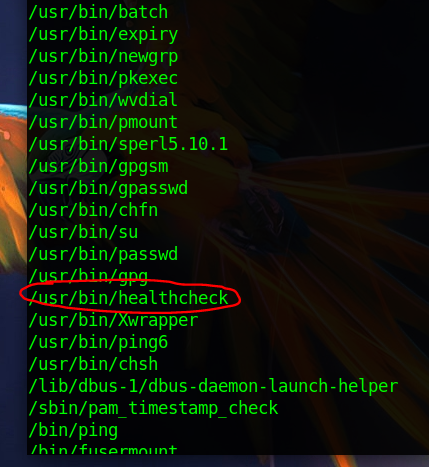 /usr/bin/batch
/usr/bin/expiry
/usr/bin/newgrp
/usr/bin/pkexec
/usr/bin/wvdial
/usr/bin/pmount
/usr/bin/sperl5.10.1
/usr/bin/gpgsm
/usr/bin/gpasswd
/usr/bin/chfn
/usr/bin/su
/usr/bin/passwd
/usr/bin/gpg
/usr/bin/healthcheck
/usr/bin/Xwrapper
/usr/bin/ping6
/usr/bin/chsh
/lib/dbus-1/dbus-daemon-launch-helper
/sbin/pam_timestamp_check
/bin/ping
/bin/fusermount